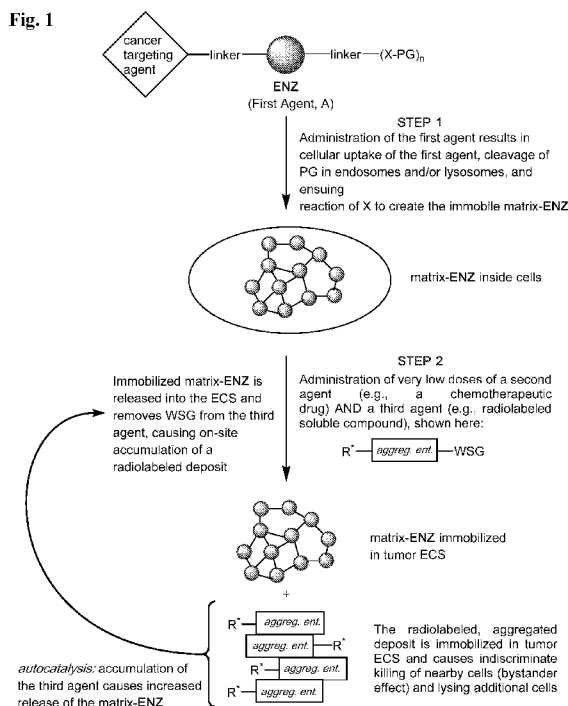 Fig. 1
cancer
targeting
agent
linker
linker
(X-PG)n
ENZ
(First Agent, A)
STEP 1
Administration of the first agent results in
cellular uptake of the first agent, cleavage of
PG in endosomes and/or lysosomes, and
ensuing
reaction of X to create the immobile matrix-ENZ
matrix-ENZ inside cells
STEP 2
Administration of very low doses of a second
agent (e.g., a chemotherapeutic
drug) AND a third agent (e.g., radiolabeled
soluble compound), shown here:
R* aggreg. ent. WSG
Immobilized matrix-ENZ is
released into the ECS and
removes WSG from the third
agent, causing on-site
accumulation of a
radiolabeled deposit
matrix-ENZ immobilized
in tumor ECS
+
R* aggreg. ent.
aggreg. ent. R*
R* aggreg. ent.
R* aggreg. ent.
The radiolabeled, aggregated
deposit is immobilized in tumor
ECS and causes indiscriminate
killing of nearby cells (bystander
effect) and lysing additional cells
autocatalysis: accumulation of
the third agent causes increased
release of the matrix-ENZ